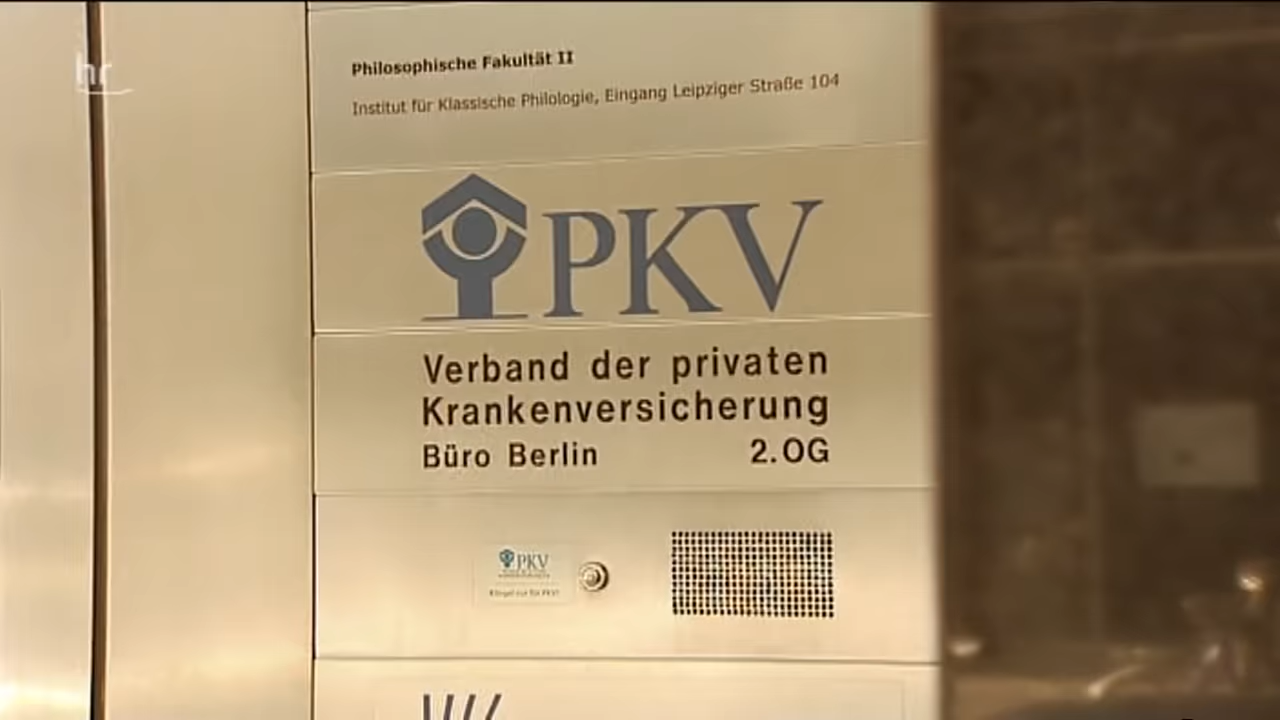 hr
Philosophische Fakultät II
Institut für Klassische Philologie, Eingang Leipziger Straße 104
PKV
Verband der privaten
Krankenversicherung
Büro Berlin 2.OG
PKV